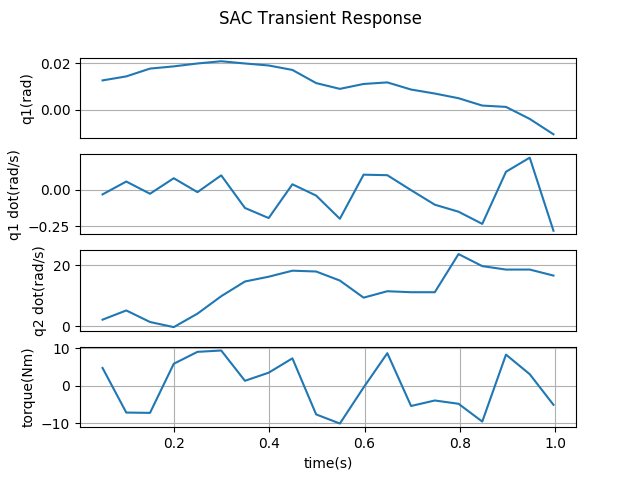 SAC Transient Response
q1(rad)
0.02
0.00
q1 dot(rad/s)
0.00
−0.25
q2 dot(rad/s)
20
0
torque(Nm)
10
0
−10
0.2 0.4 0.6 0.8 1.0
time(s)